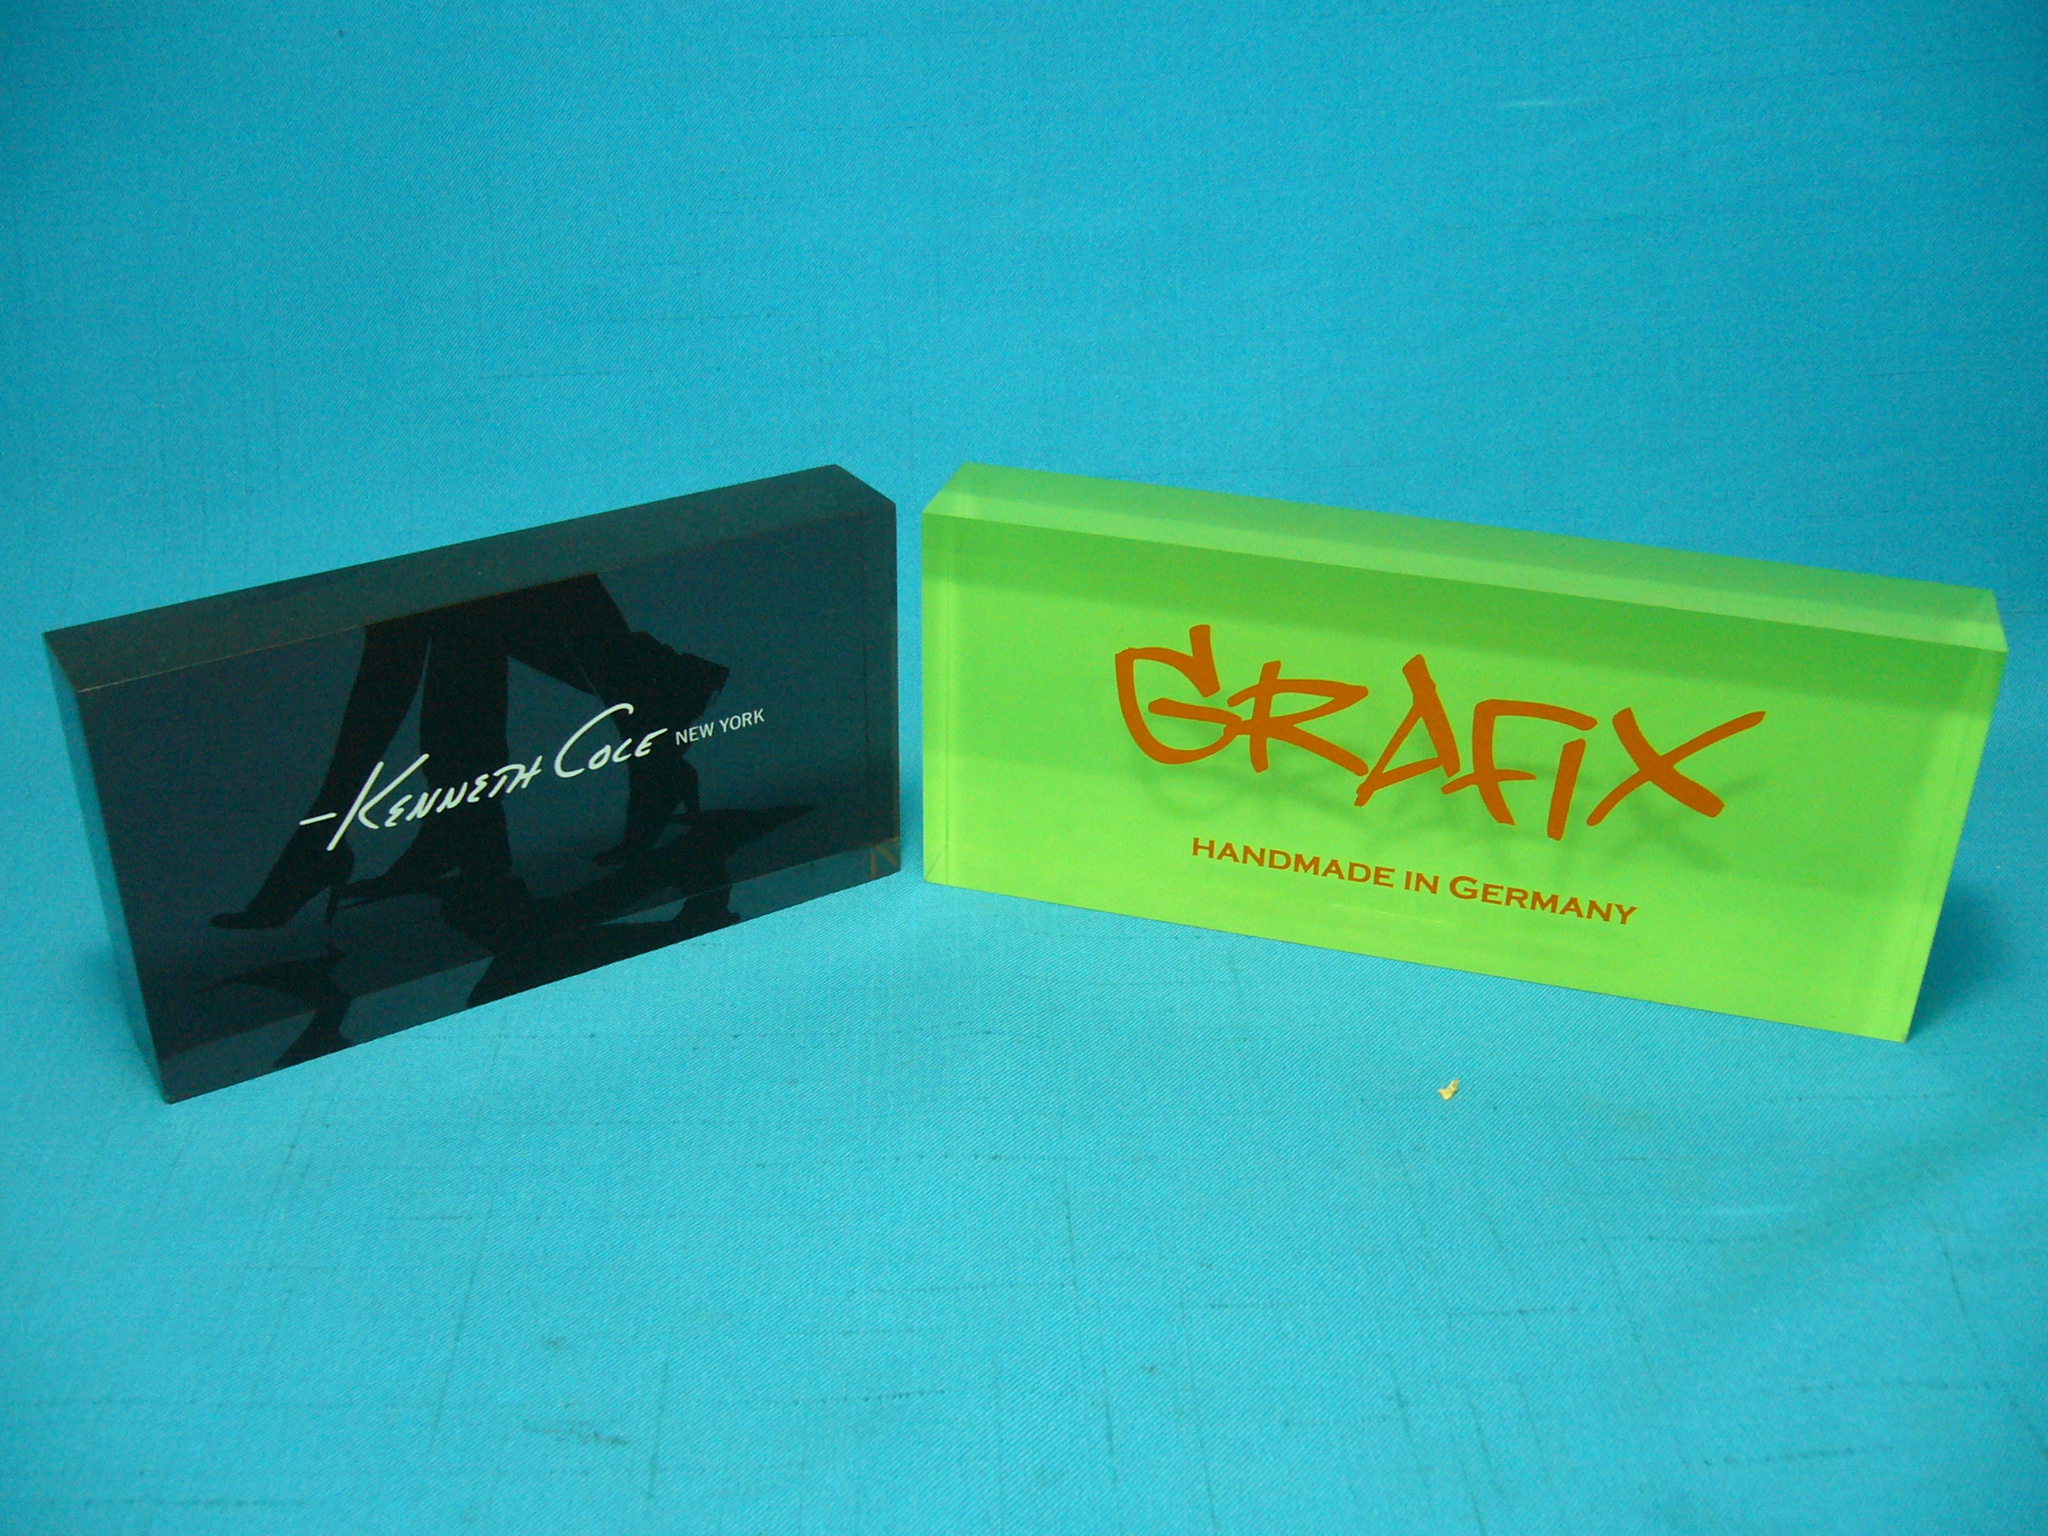 –Kenneth Cole NEW YORK
GRAFIX
HANDMADE IN GERMANY